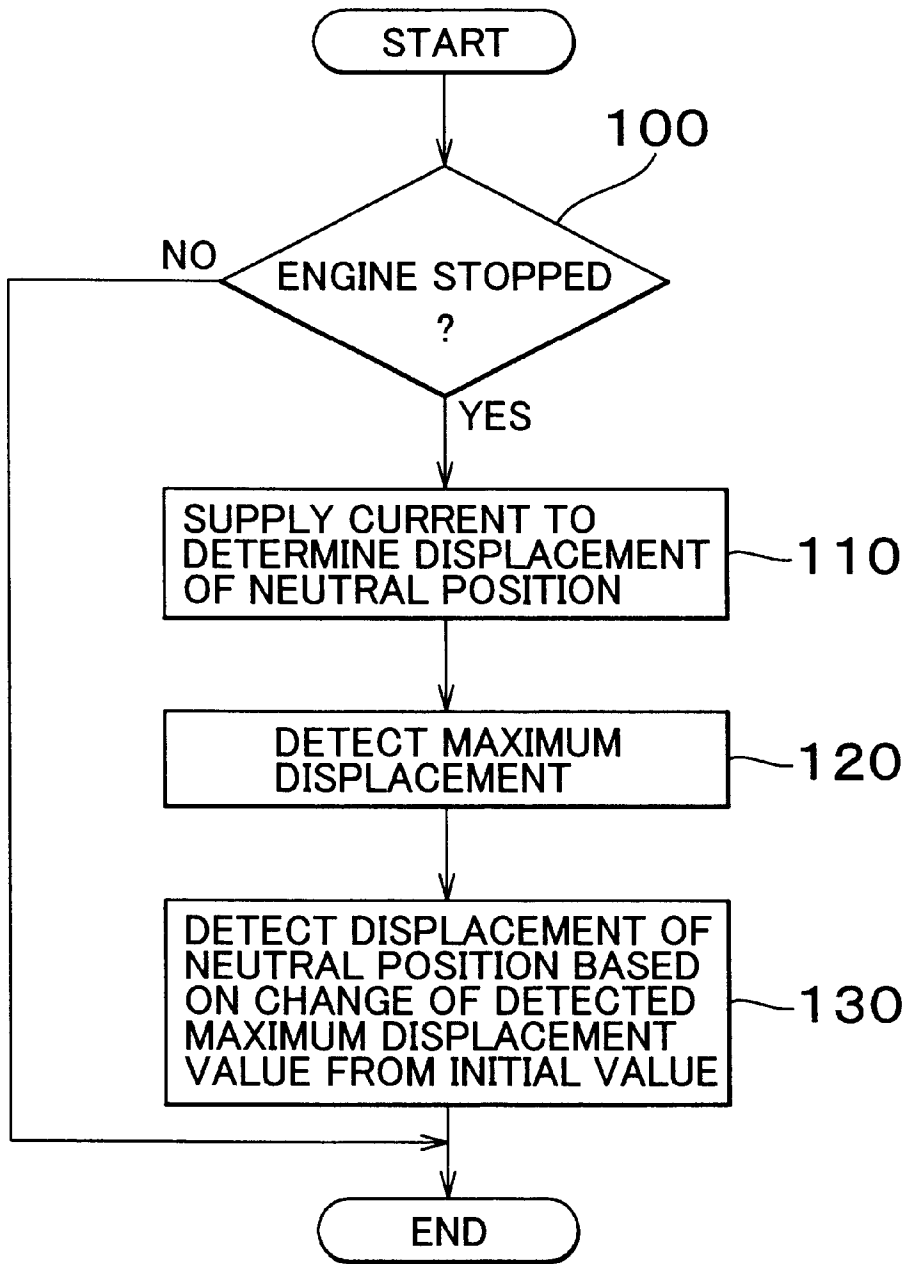 START
100
NO
ENGINE STOPPED
?
YES
SUPPLY CURRENT TO
DETERMINE DISPLACEMENT
OF NEUTRAL POSITION
110
DETECT MAXIMUM
DISPLACEMENT
120
DETECT DISPLACEMENT OF
NEUTRAL POSITION BASED
ON CHANGE OF DETECTED
MAXIMUM DISPLACEMENT
VALUE FROM INITIAL VALUE
130
END